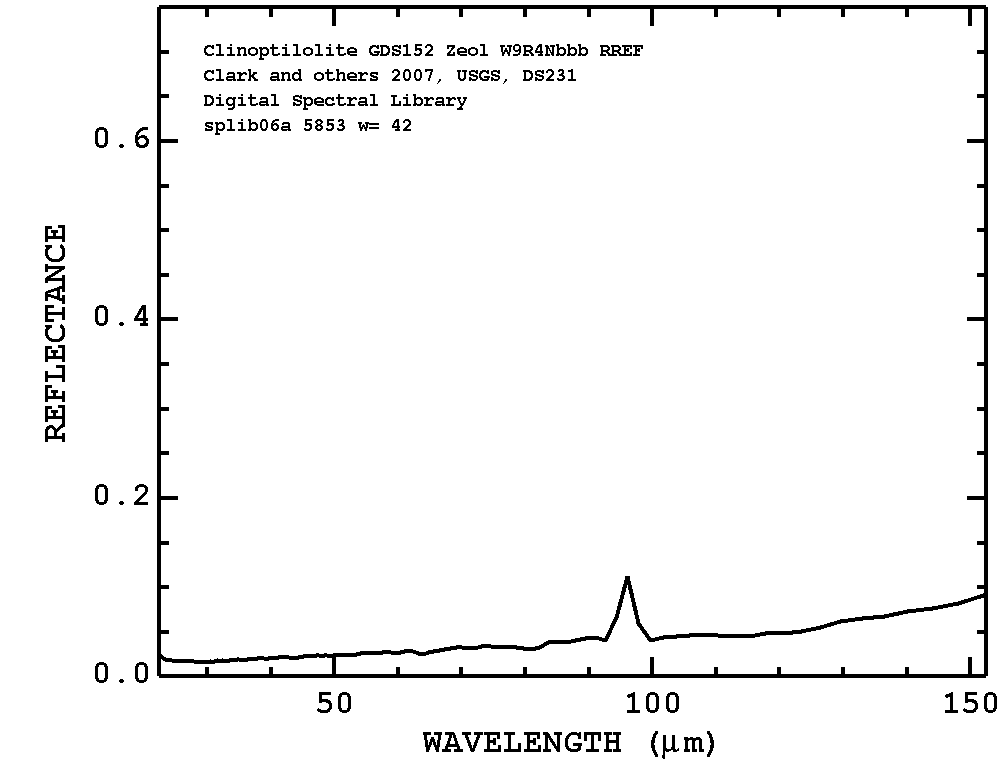 Clinoptilolite GDS152 Zeol W9R4Nbbb RREF
Clark and others 2007, USGS, DS231
Digital Spectral Library
splib06a 5853 w= 42
0.6
0.4
0.2
0.0
REFLECTANCE
50 100 150
WAVELENGTH (μm)